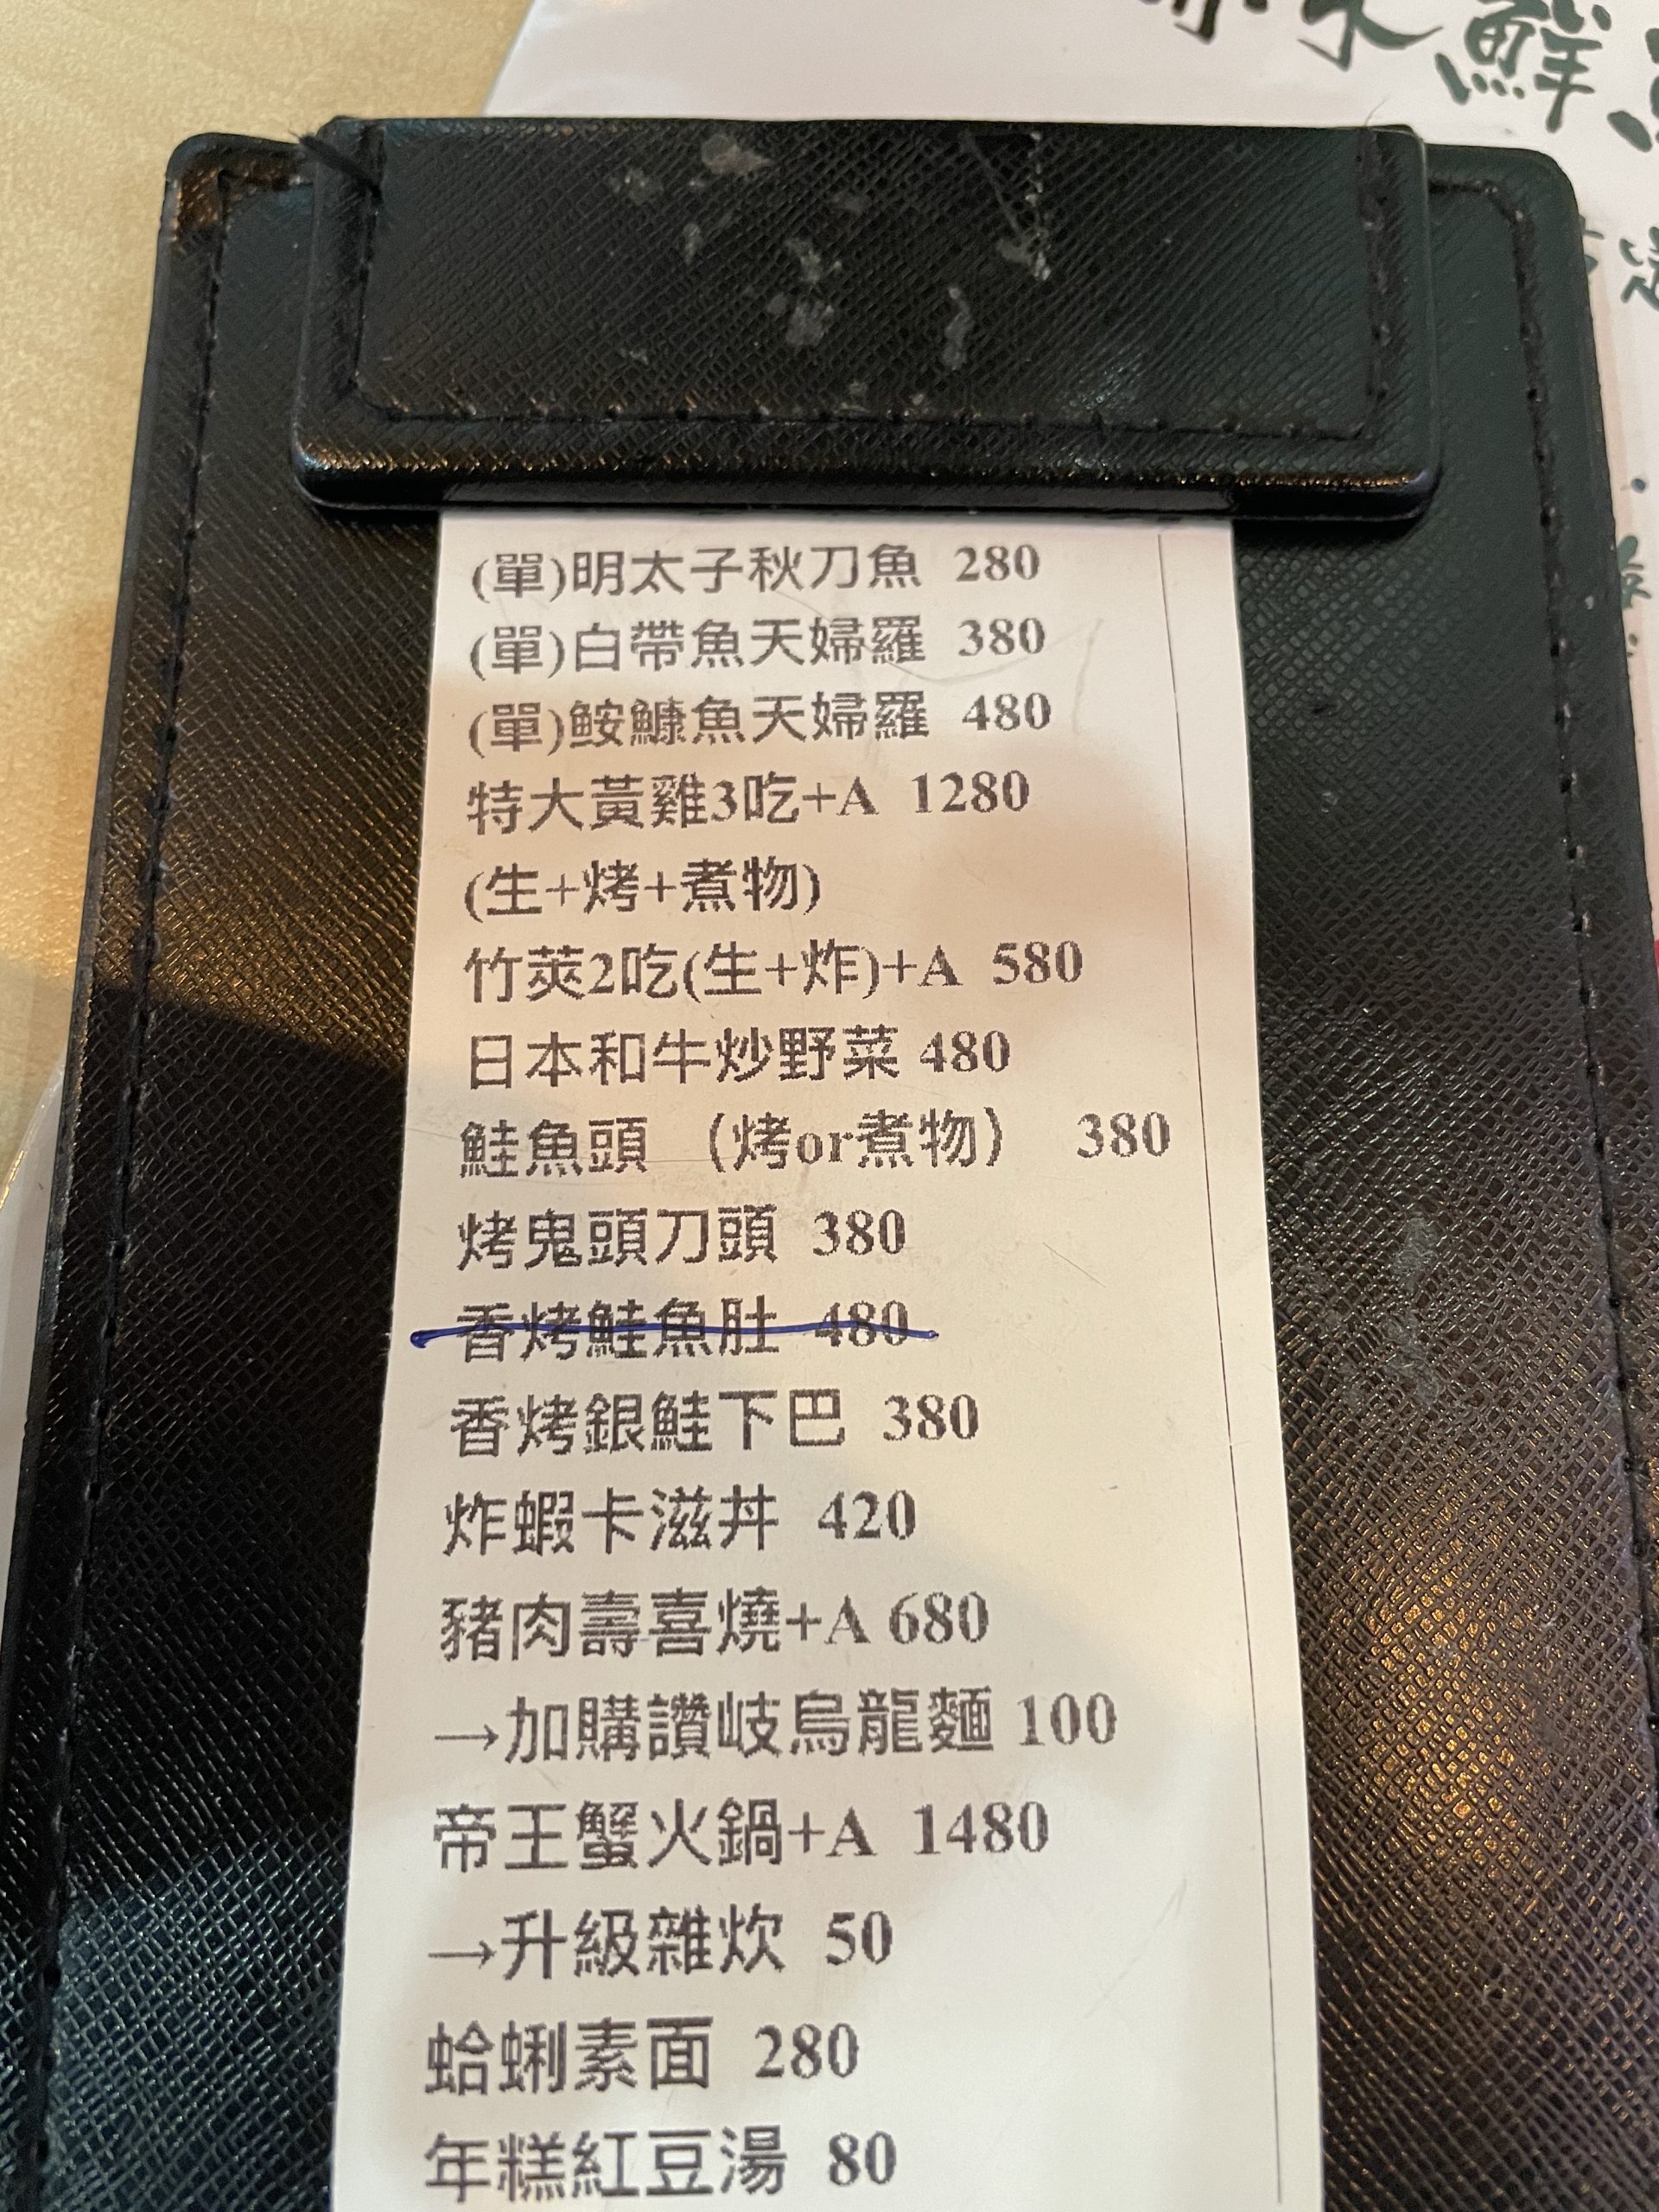 鮮
(單)明太子秋刀魚 280
(單)白帶魚天婦羅 380
(單)鮟鱇魚天婦羅 480
特大黃雞3吃+A 1280
(生+烤+煮物)
竹莢2吃(生+炸)+A 580
日本和牛炒野菜 480
鮭魚頭 （烤or煮物） 380
烤鬼頭刀頭 380
香烤鮭魚肚 480
香烤銀鮭下巴 380
炸蝦卡滋丼 420
豬肉壽喜燒+A 680
→加購讚岐烏龍麵 100
帝王蟹火鍋+A 1480
→升級雜炊 50
蛤蜊素面 280
年糕紅豆湯 80